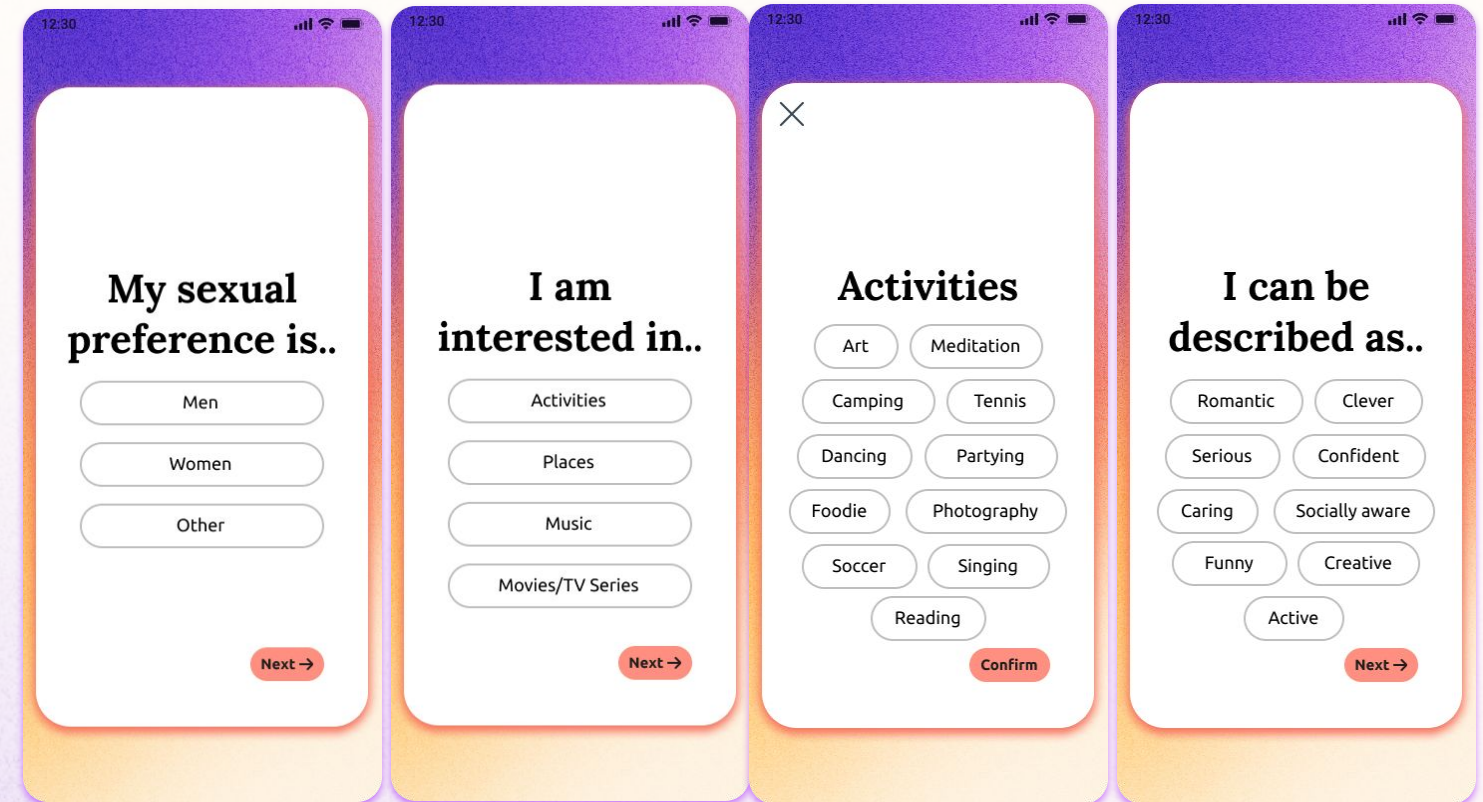 12:30
My sexual
preference is..
Men
Women
Other
Next →
12:30
I am
interested in..
Activities
Places
Music
Movies/TV Series
Next →
12:30
Activities
Art Meditation
Camping Tennis
Dancing Partying
Foodie Photography
Soccer Singing
Reading
Confirm
12:30
I can be
described as..
Romantic Clever
Serious Confident
Caring Socially aware
Funny Creative
Active
Next →